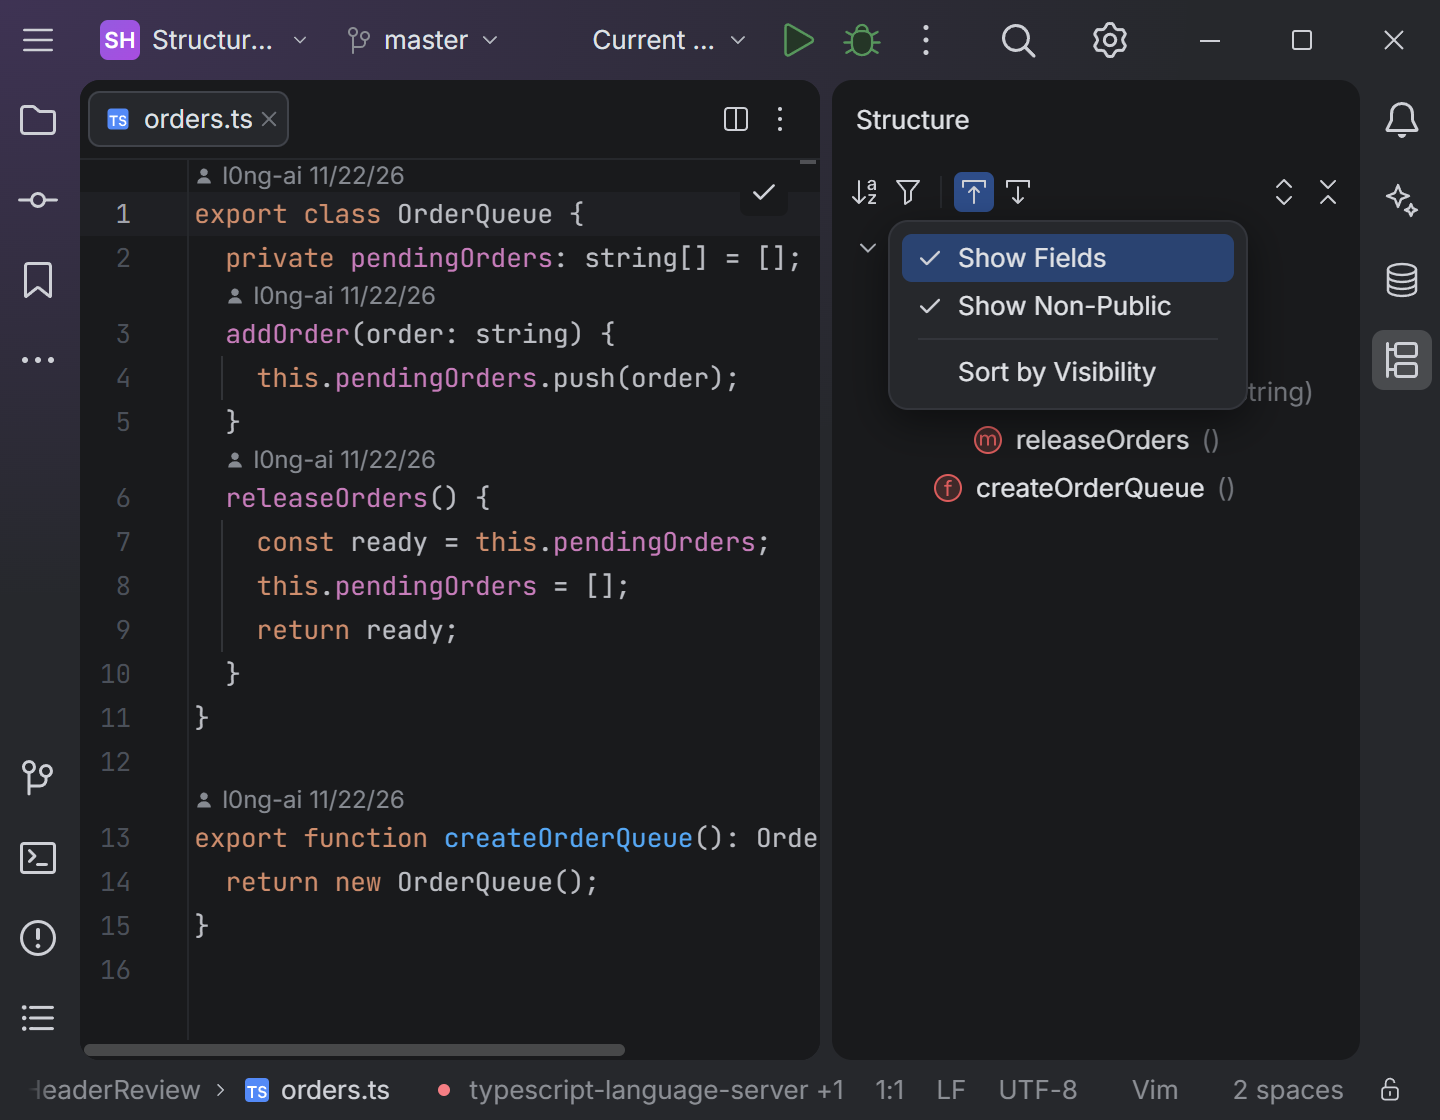 SH Structur... master Current ...
TS orders.ts
l0ng-ai 11/22/26
1 export class OrderQueue {
2 private pendingOrders: string[] = [];
l0ng-ai 11/22/26
3 addOrder(order: string) {
4 this.pendingOrders.push(order);
5 }
l0ng-ai 11/22/26
6 releaseOrders() {
7 const ready = this.pendingOrders;
8 this.pendingOrders = [];
9 return ready;
10 }
11 }
12
l0ng-ai 11/22/26
13 export function createOrderQueue(): Orde
14 return new OrderQueue();
15 }
16
Structure
az
Show Fields
Show Non-Public
Sort by Visibility
tring)
m releaseOrders ()
f createOrderQueue ()
HeaderReview TS orders.ts typescript-language-server +1 1:1 LF UTF-8 Vim 2 spaces